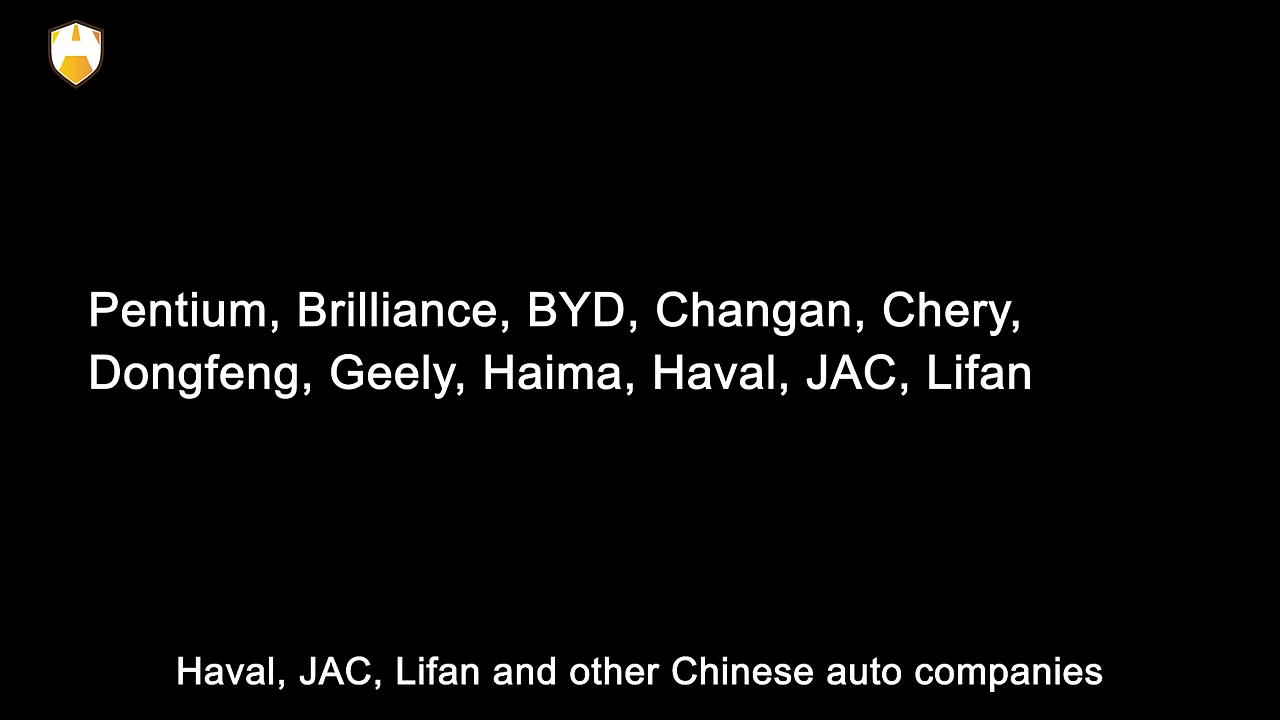 Pentium, Brilliance, BYD, Changan, Chery,
Dongfeng, Geely, Haima, Haval, JAC, Lifan
Haval, JAC, Lifan and other Chinese auto companies